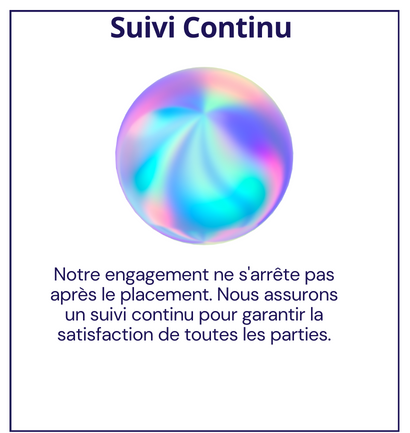 Suivi Continu
Notre engagement ne s'arrête pas
après le placement. Nous assurons
un suivi continu pour garantir la
satisfaction de toutes les parties.